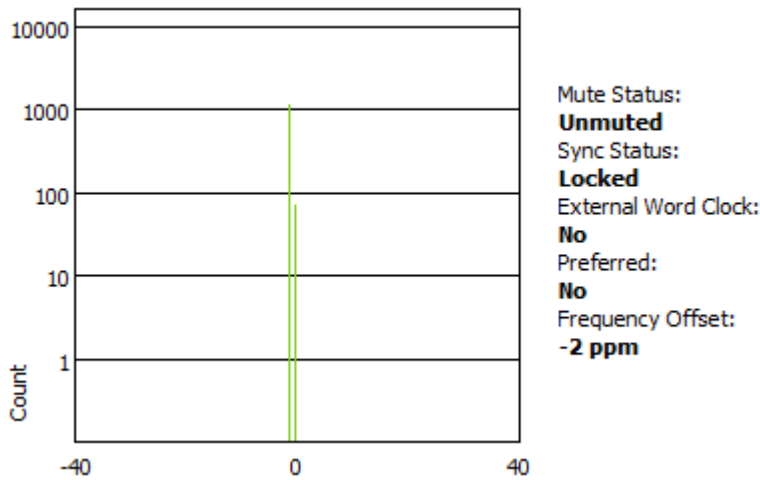 10000
1000
100
10
1
Count
-40
0
40
Mute Status:
Unmuted
Sync Status:
Locked
External Word Clock:
No
Preferred:
No
Frequency Offset:
-2 ppm